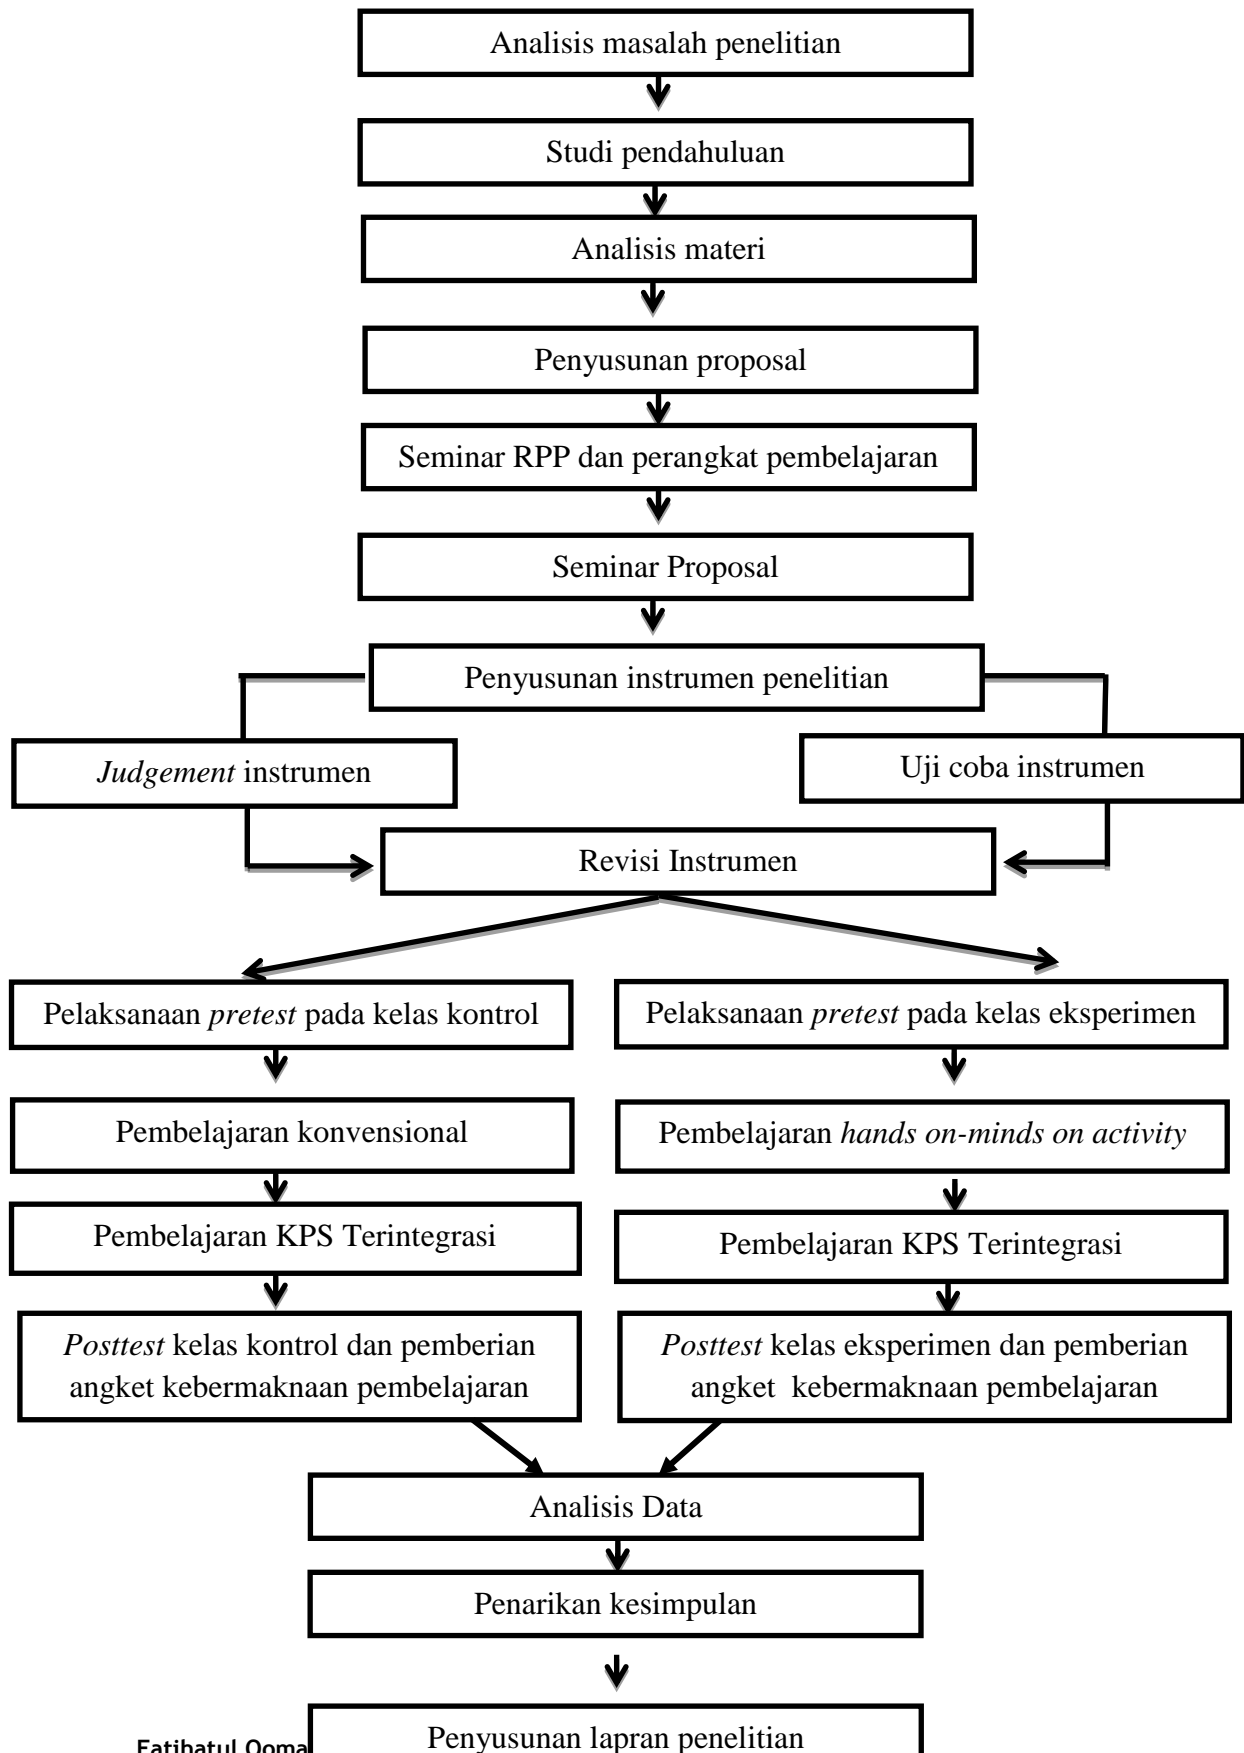 Analisis masalah penelitian
Studi pendahuluan
Analisis materi
Penyusunan proposal
Seminar RPP dan perangkat pembelajaran
Seminar Proposal
Penyusunan instrumen penelitian
Judgement instrumen
Uji coba instrumen
Revisi Instrumen
Pelaksanaan pretest pada kelas kontrol
Pelaksanaan pretest pada kelas eksperimen
Pembelajaran konvensional
Pembelajaran hands on-minds on activity
Pembelajaran KPS Terintegrasi
Pembelajaran KPS Terintegrasi
Posttest kelas kontrol dan pemberian
angket kebermaknaan pembelajaran
Posttest kelas eksperimen dan pemberian
angket kebermaknaan pembelajaran
Analisis Data
Penarikan kesimpulan
Penyusunan lapran penelitian
Fatihatul Qoma